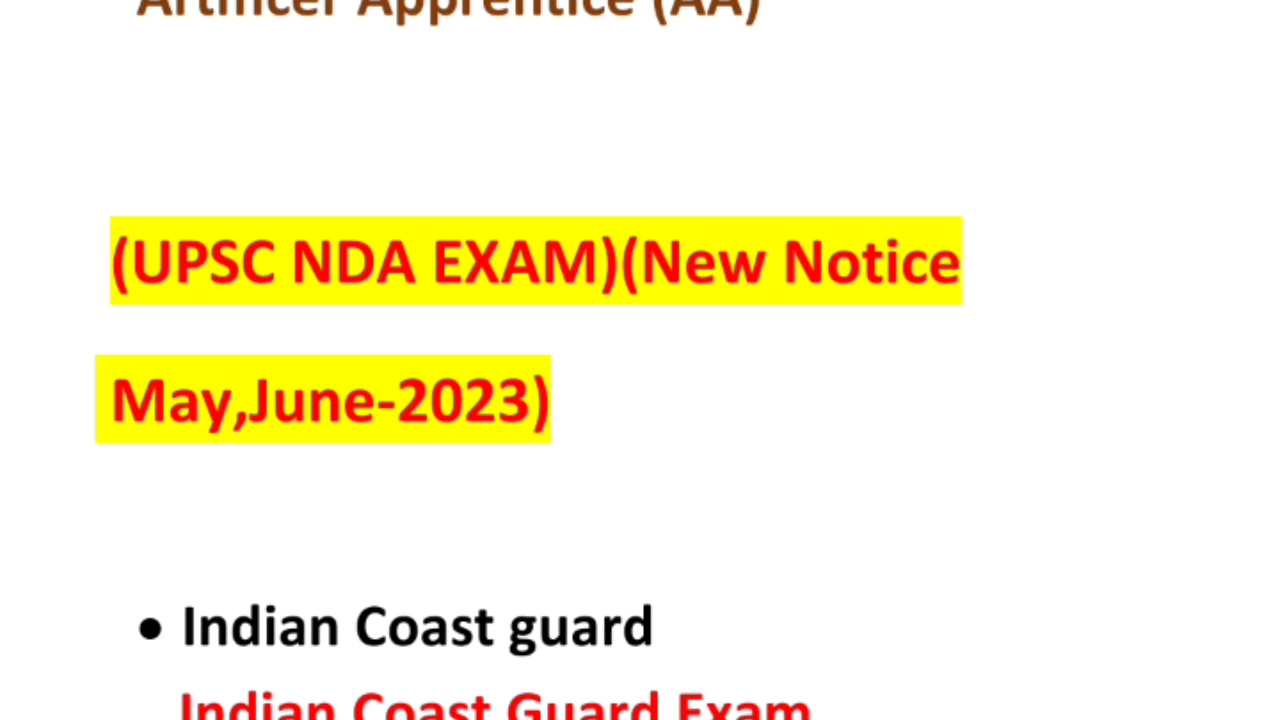 Artificer Apprentice (AA)
(UPSC NDA EXAM)(New Notice
May,June-2023)
• Indian Coast guard
Indian Coast Guard Exam